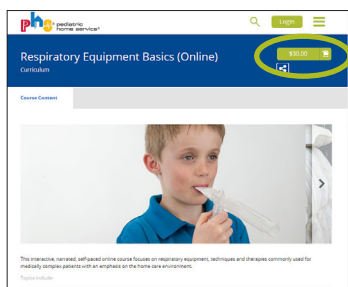 phs pediatric
home service
Login
Respiratory Equipment Basics (Online)
$30.00
Curriculum
Course Content
This interactive, narrated, self-paced online course focuses on respiratory equipment, techniques and therapies commonly used for
medically complex patients with an emphasis on the home care environment.
Topics include: